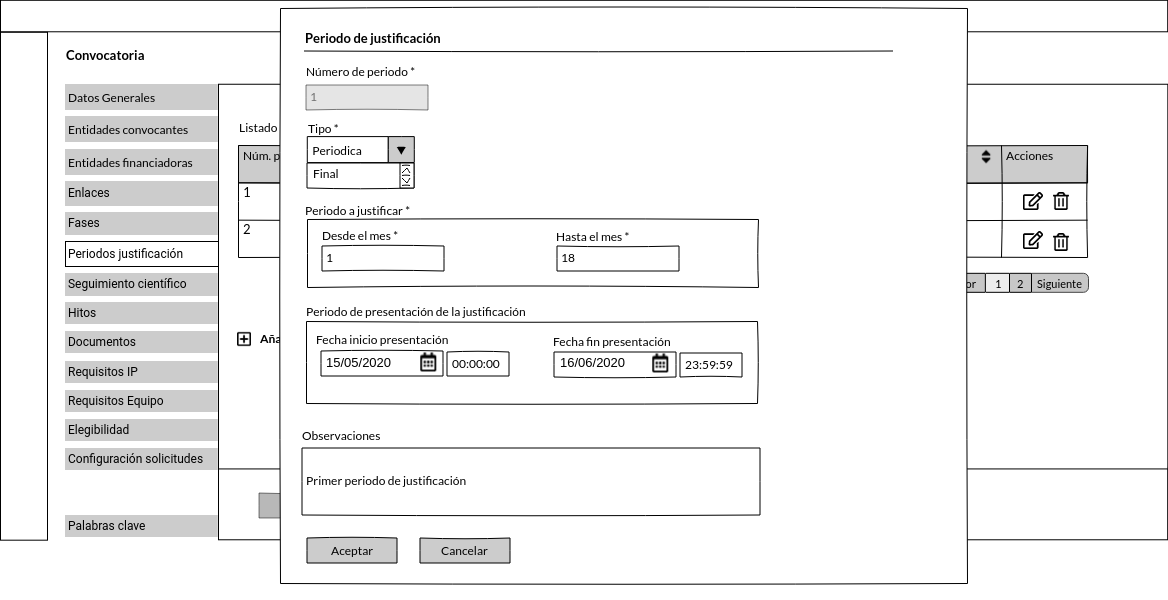 Convocatoria
Datos Generales
Entidades convocantes
Entidades financiadoras
Enlaces
Fases
Periodos justificación
Seguimiento científico
Hitos
Documentos
Requisitos IP
Requisitos Equipo
Elegibilidad
Configuración solicitudes
Palabras clave
Listado
Núm. p
1
2
Aña
Periodo de justificación
Número de periodo *
1
Tipo *
Periodica
Final
Periodo a justificar *
Desde el mes * Hasta el mes *
1 18
Periodo de presentación de la justificación
Fecha inicio presentación Fecha fin presentación
15/05/2020 00:00:00 16/06/2020 23:59:59
Observaciones
Primer periodo de justificación
Aceptar Cancelar
Acciones
or 1 2 Siguiente